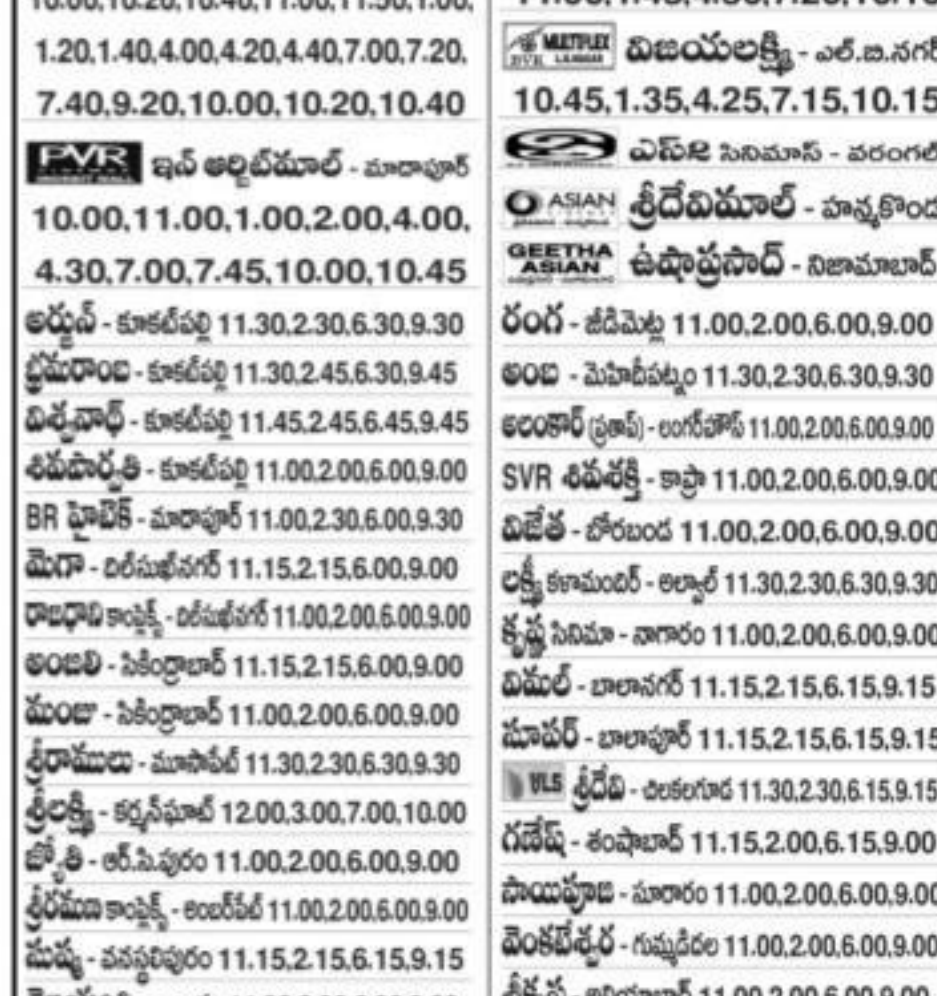 1.20,1.40,4.00,4.20,4.40,7.00,7.20,
7.40,9.20,10.00,10.20,10.40
PVR ఇన్ ఆర్బిట్‌మాల్ - మాదాపూర్
10.00,11.00,1.00,2.00,4.00,
4.30,7.00,7.45,10.00,10.45
అర్జున్ - కూకట్‌పల్లి 11.30,2.30,6.30,9.30
భ్రమరాంబ - కూకట్‌పల్లి 11.30,2.45,6.30,9.45
విశ్వనాథ్ - కూకట్‌పల్లి 11.45,2.45,6.45,9.45
శివపార్వతి - కూకట్‌పల్లి 11.00,2.00,6.00,9.00
BR హైటెక్ - మాదాపూర్ 11.00,2.30,6.00,9.30
మెగా - దిల్‌సుఖ్‌నగర్ 11.15,2.15,6.00,9.00
రాజధాని కాంప్లెక్స్ - దిల్‌సుఖ్‌నగర్ 11.00,2.00,6.00,9.00
అంజలి - సికింద్రాబాద్ 11.15,2.15,6.00,9.00
మంజు - సికింద్రాబాద్ 11.00,2.00,6.00,9.00
శ్రీరాములు - మూసాపేట్ 11.30,2.30,6.30,9.30
శ్రీలక్ష్మి - కర్మన్‌ఘాట్ 12.00,3.00,7.00,10.00
జ్యోతి - ఆర్.సి.పురం 11.00,2.00,6.00,9.00
శ్రీరమణ కాంప్లెక్స్ - అంబర్‌పేట్ 11.00,2.00,6.00,9.00
సుష్మ - వనస్థలిపురం 11.15,2.15,6.15,9.15
MULTIPLEX విజయలక్ష్మి - ఎల్.బి.నగర్
10.45,1.35,4.25,7.15,10.15
ఎస్2 సినిమాస్ - వరంగల్
ASIAN శ్రీదేవిమాల్ - హన్మకొండ
GEETHA ASIAN ఉషాప్రసాద్ - నిజామాబాద్
రంగ - జీడిమెట్ల 11.00,2.00,6.00,9.00
అంబ - మెహిదీపట్నం 11.30,2.30,6.30,9.30
అలంకార్ (ప్రతాప్) - లంగర్‌హౌస్ 11.00,2.00,6.00,9.00
SVR శివశక్తి - కాప్రా 11.00,2.00,6.00,9.00
విజేత - బోరబండ 11.00,2.00,6.00,9.00
లక్ష్మీ కళామందిర్ - అల్వాల్ 11.30,2.30,6.30,9.30
కృష్ణ సినిమా - నాగారం 11.00,2.00,6.00,9.00
విమల్ - బాలానగర్ 11.15,2.15,6.15,9.15
సూపర్ - బాలాపూర్ 11.15,2.15,6.15,9.15
VLS శ్రీదేవి - చిలకలగూడ 11.30,2.30,6.15,9.15
గణేష్ - శంషాబాద్ 11.15,2.00,6.15,9.00
సాయిపూజ - సూరారం 11.00,2.00,6.00,9.00
వెంకటేశ్వర - గుమ్మడిదల 11.00,2.00,6.00,9.00